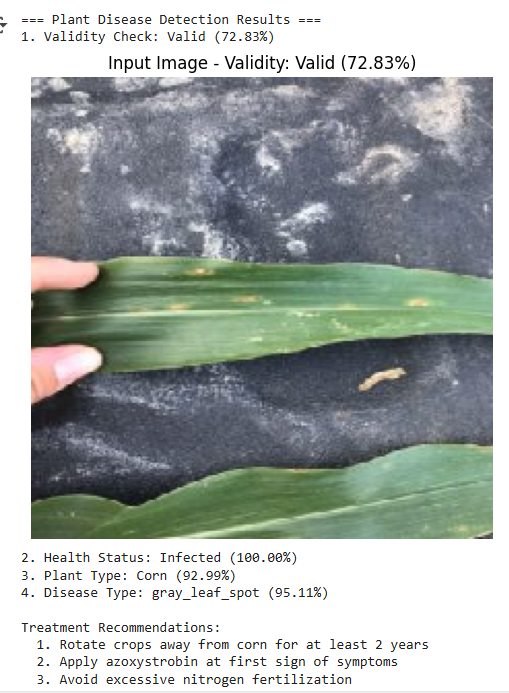 === Plant Disease Detection Results ===
1. Validity Check: Valid (72.83%)
Input Image - Validity: Valid (72.83%)
2. Health Status: Infected (100.00%)
3. Plant Type: Corn (92.99%)
4. Disease Type: gray_leaf_spot (95.11%)
Treatment Recommendations:
1. Rotate crops away from corn for at least 2 years
2. Apply azoxystrobin at first sign of symptoms
3. Avoid excessive nitrogen fertilization